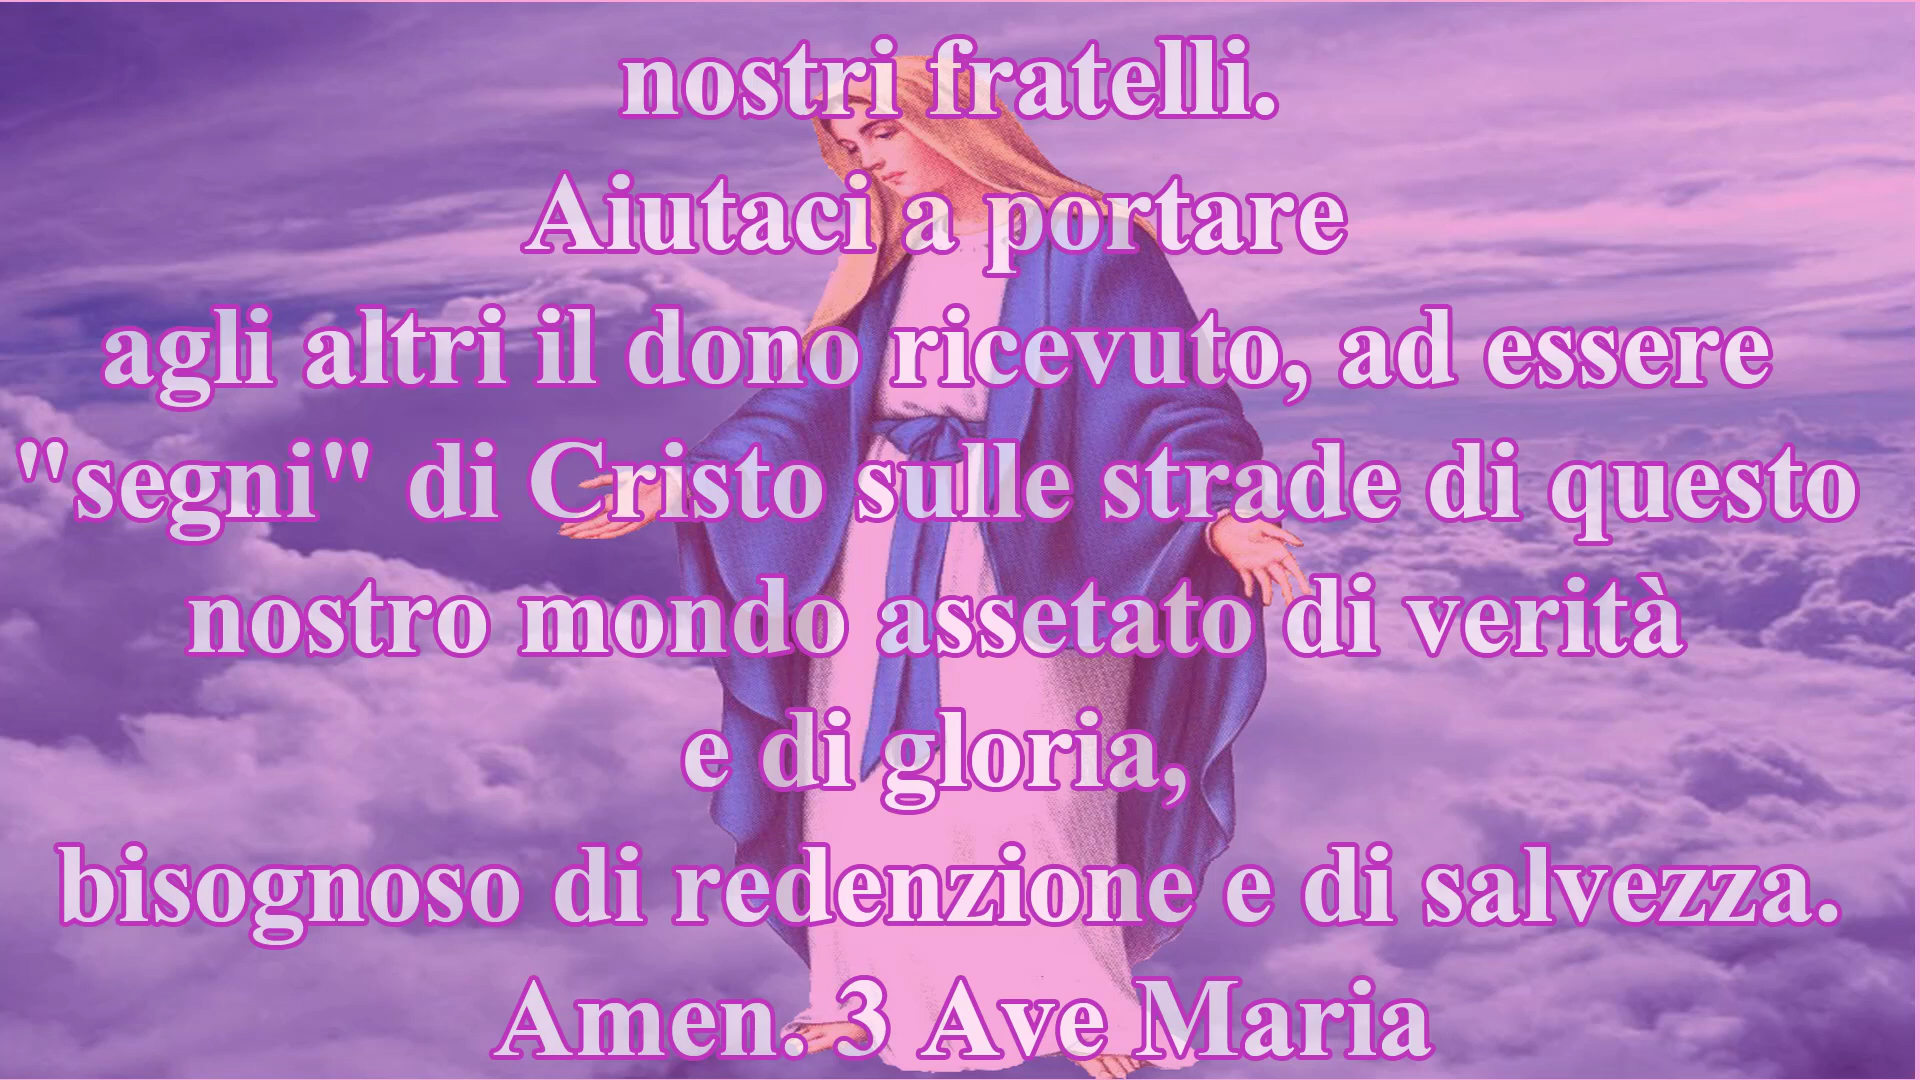 nostri fratelli.
Aiutaci a portare
agli altri il dono ricevuto, ad essere
"segni" di Cristo sulle strade di questo
nostro mondo assetato di verità
e di gloria,
bisognoso di redenzione e di salvezza.
Amen. 3 Ave Maria